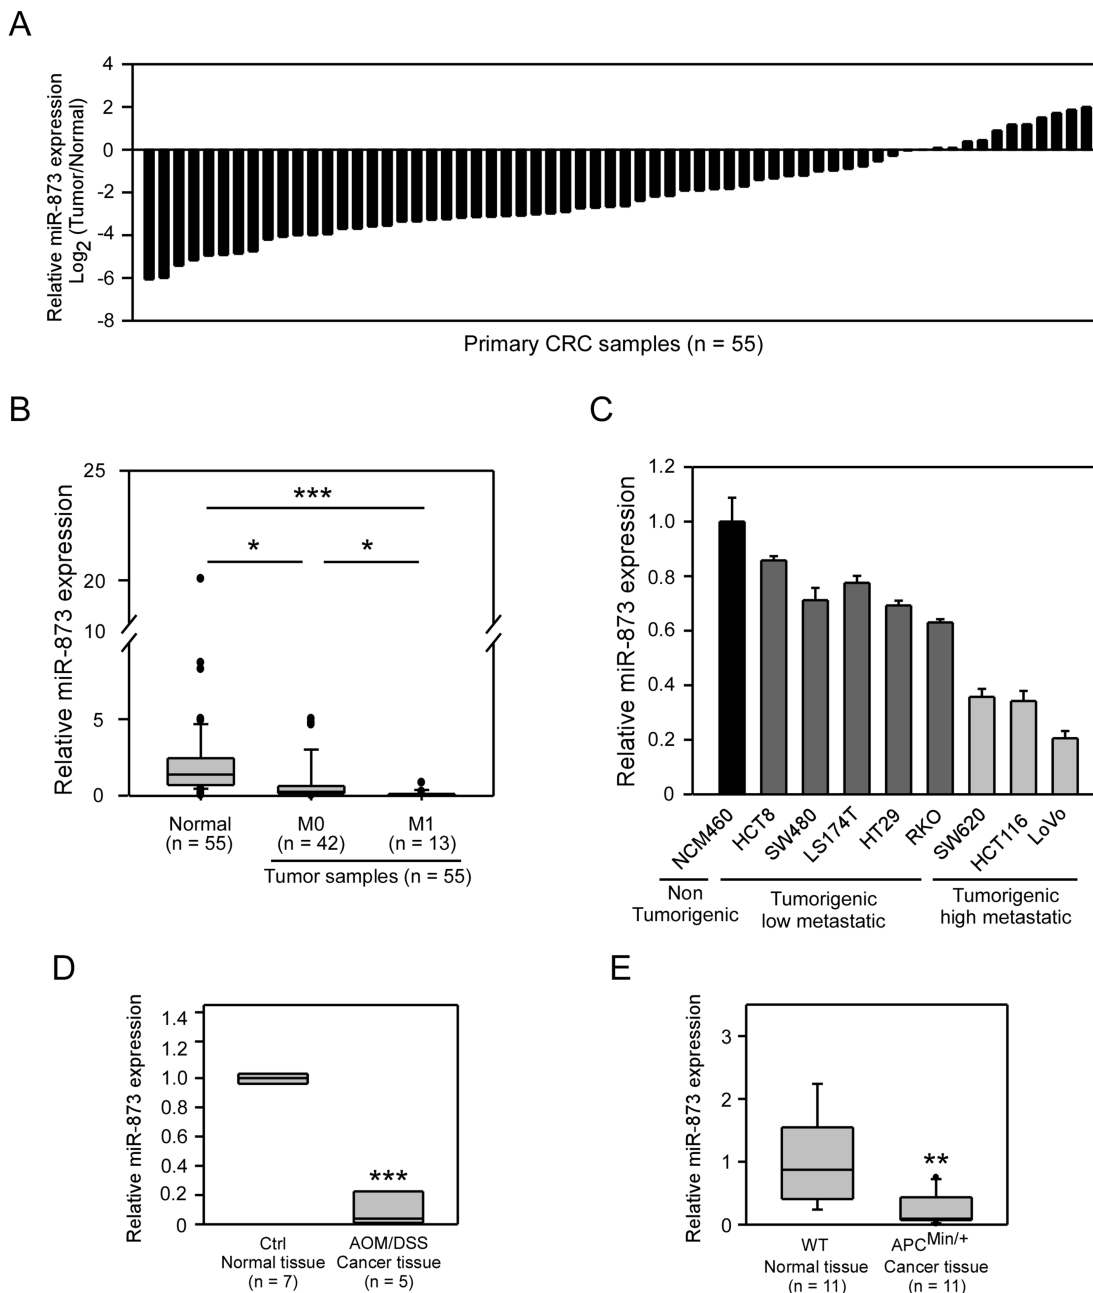 A
Relative miR-873 expression
Log2 (Tumor/Normal)
4
2
0
-2
-4
-6
-8
Primary CRC samples (n = 55)
B
Relative miR-873 expression
25
20
10
5
0
***
*
*
Normal
(n = 55)
M0
(n = 42)
M1
(n = 13)
Tumor samples (n = 55)
C
Relative miR-873 expression
1.2
1.0
0.8
0.6
0.4
0.2
0
NCM460
HCT8
SW480
LS174T
HT29
RKO
SW620
HCT116
LoVo
Non
Tumorigenic
Tumorigenic
low metastatic
Tumorigenic
high metastatic
D
Relative miR-873 expression
1.4
1.2
1.0
0.8
0.6
0.4
0.2
0
***
Ctrl
Normal tissue
(n = 7)
AOM/DSS
Cancer tissue
(n = 5)
E
Relative miR-873 expression
3
2
1
0
**
WT
Normal tissue
(n = 11)
APCMin/+
Cancer tissue
(n = 11)